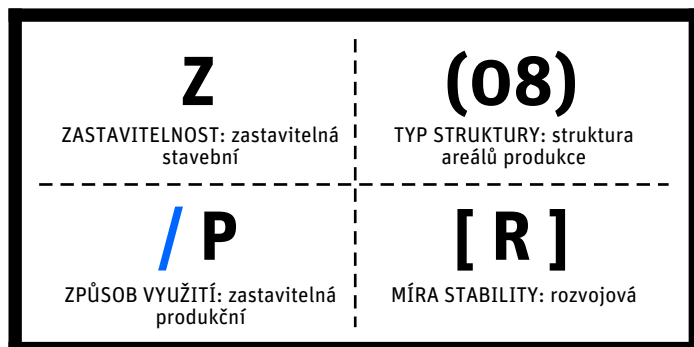 Z
ZASTAVITELNOST: zastavitelná
stavební
(08)
TYP STRUKTURY: struktura
areálů produkce
/ P
ZPŮSOB VYUŽITÍ: zastavitelná
produkční
[ R ]
MÍRA STABILITY: rozvojová